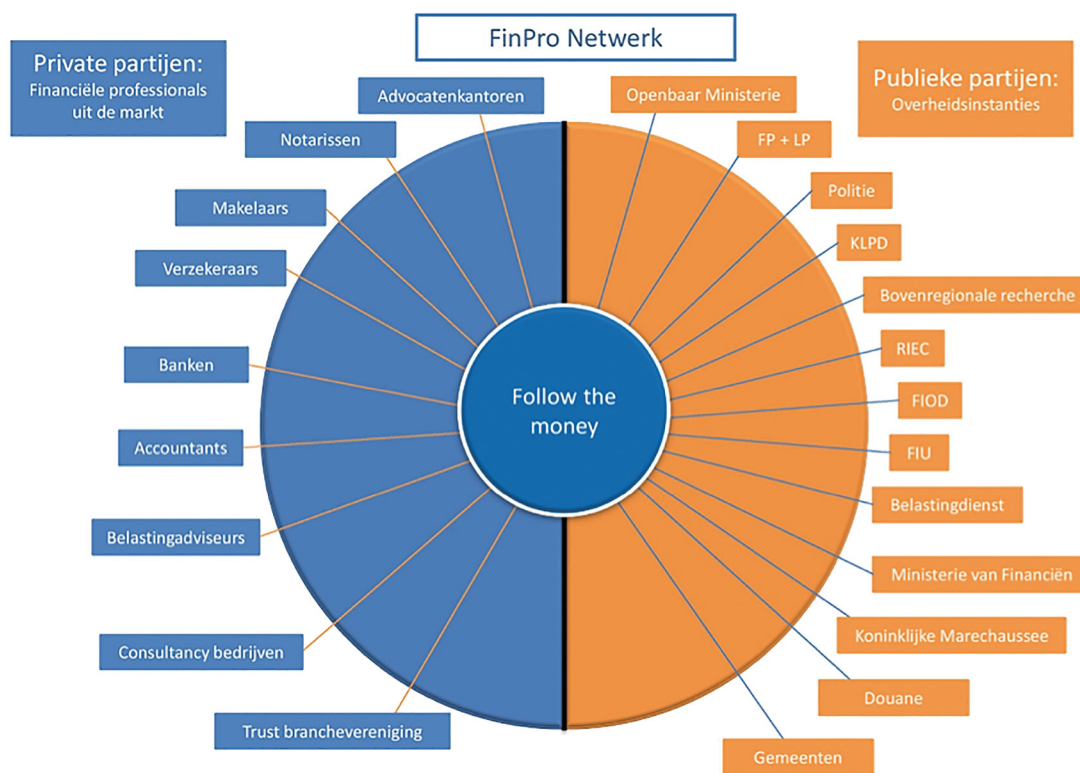 FinPro Netwerk
Private partijen:
Financiële professionals
uit de markt
Publieke partijen:
Overheidsinstanties
Advocatenkantoren
Notarissen
Makelaars
Verzekeraars
Banken
Accountants
Belastingadviseurs
Consultancy bedrijven
Trust branchevereniging
Follow the
money
Openbaar Ministerie
FP + LP
Politie
KLPD
Bovenregionale recherche
RIEC
FIOD
FIU
Belastingdienst
Ministerie van Financiën
Koninklijke Marechaussee
Douane
Gemeenten